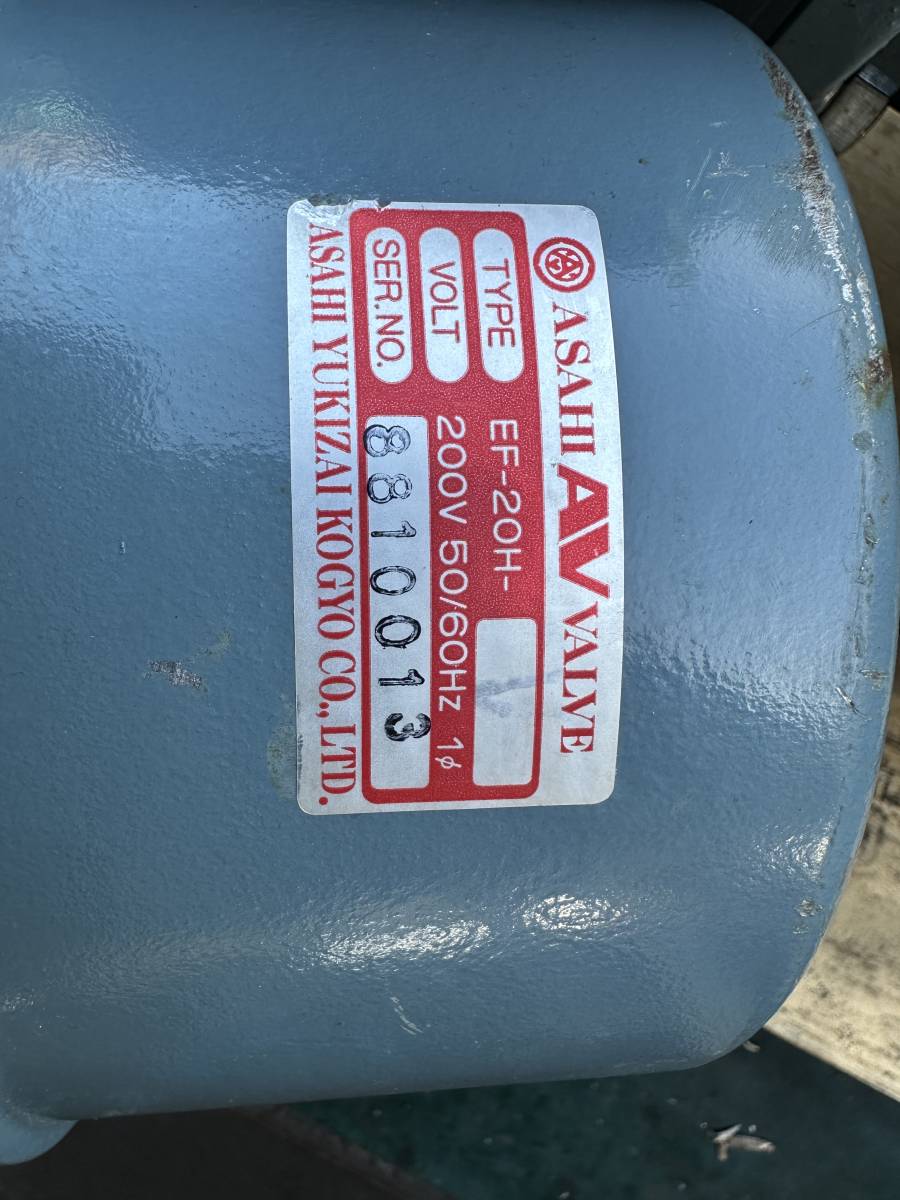 ASAHI AV VALVE
TYPE EF-20H-
VOLT 200V 50/60Hz 1φ
SER.NO. 8810013
ASAHI YUKIZAI KOGYO CO., LTD.